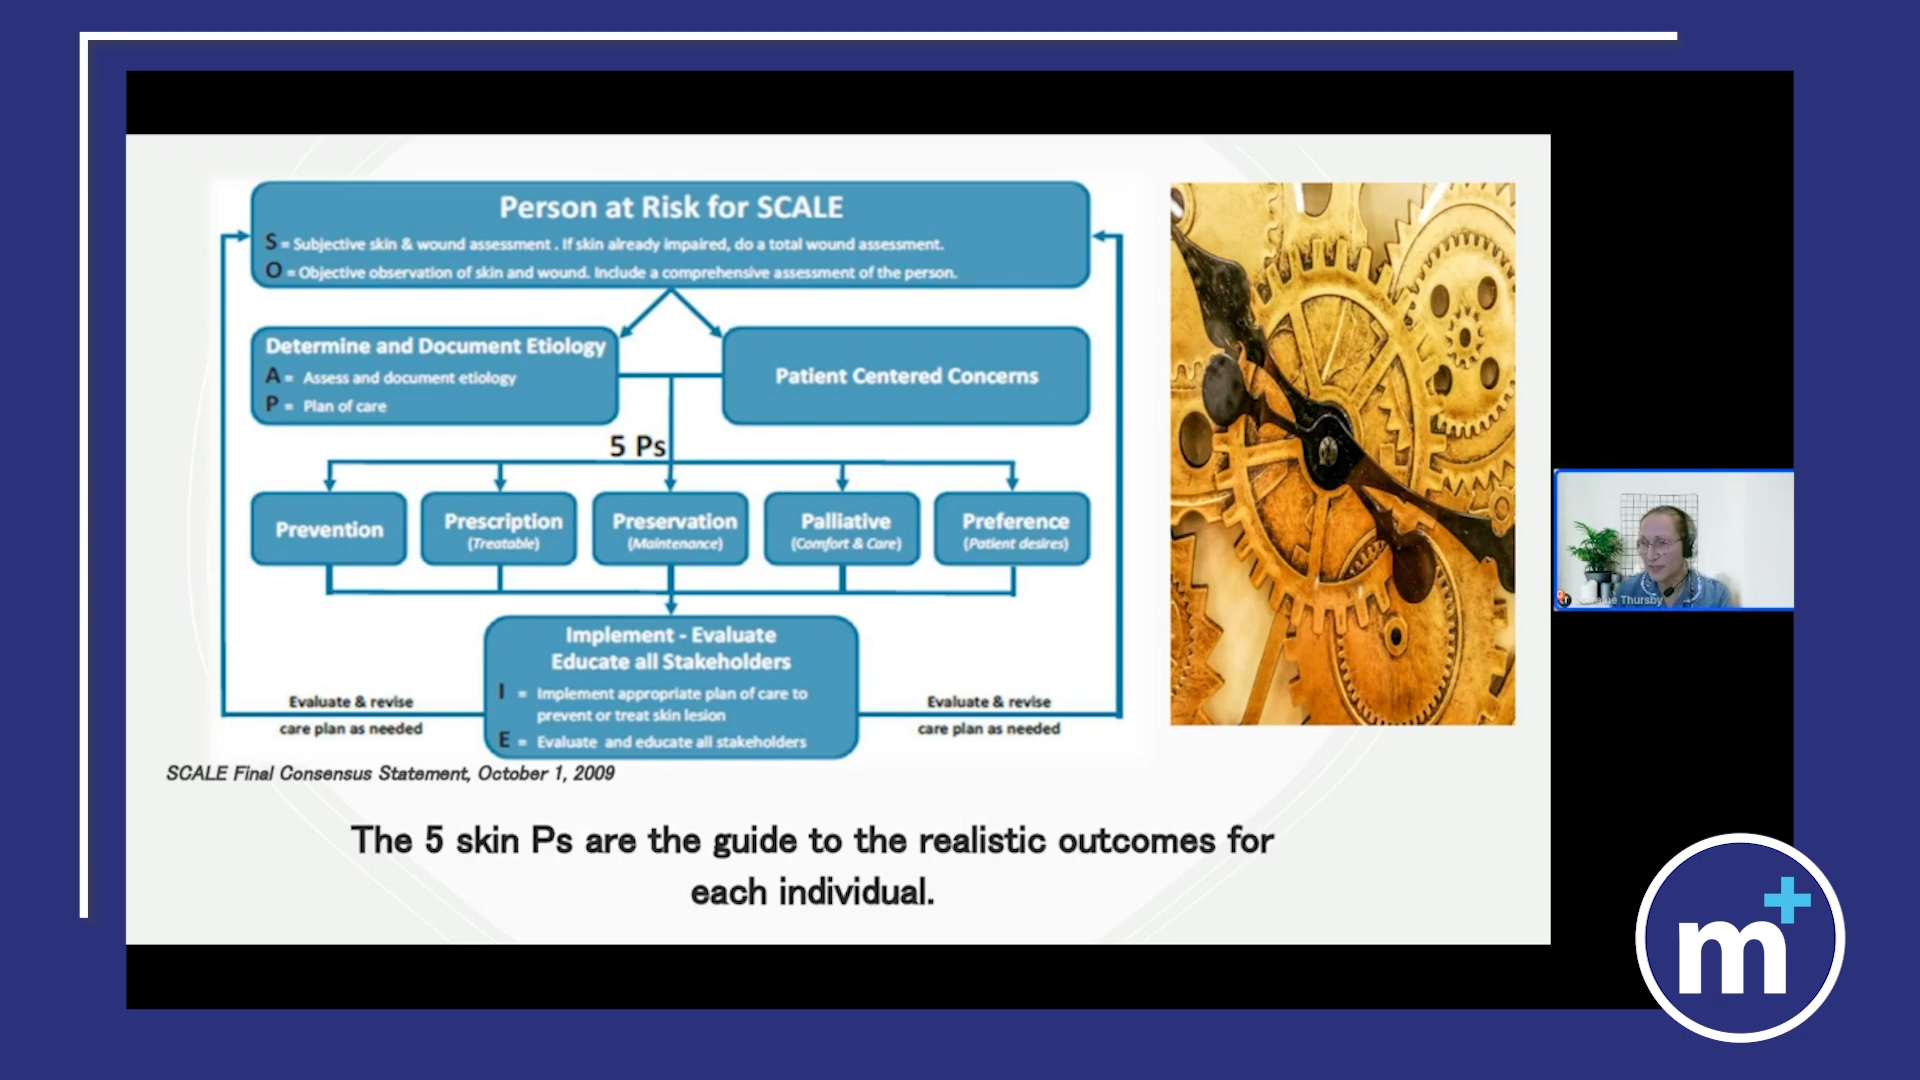 Person at Risk for SCALE
S = Subjective skin & wound assessment . If skin already impaired, do a total wound assessment.
O = Objective observation of skin and wound. Include a comprehensive assessment of the person.
Determine and Document Etiology
A = Assess and document etiology
P = Plan of care
Patient Centered Concerns
5 Ps
Prevention
Prescription
(Treatable)
Preservation
(Maintenance)
Palliative
(Comfort & Care)
Preference
(Patient desires)
Implement - Evaluate
Educate all Stakeholders
I = Implement appropriate plan of care to
prevent or treat skin lesion
E = Evaluate and educate all stakeholders
Evaluate & revise
care plan as needed
Evaluate & revise
care plan as needed
SCALE Final Consensus Statement, October 1, 2009
The 5 skin Ps are the guide to the realistic outcomes for
each individual.
Thursby
m+